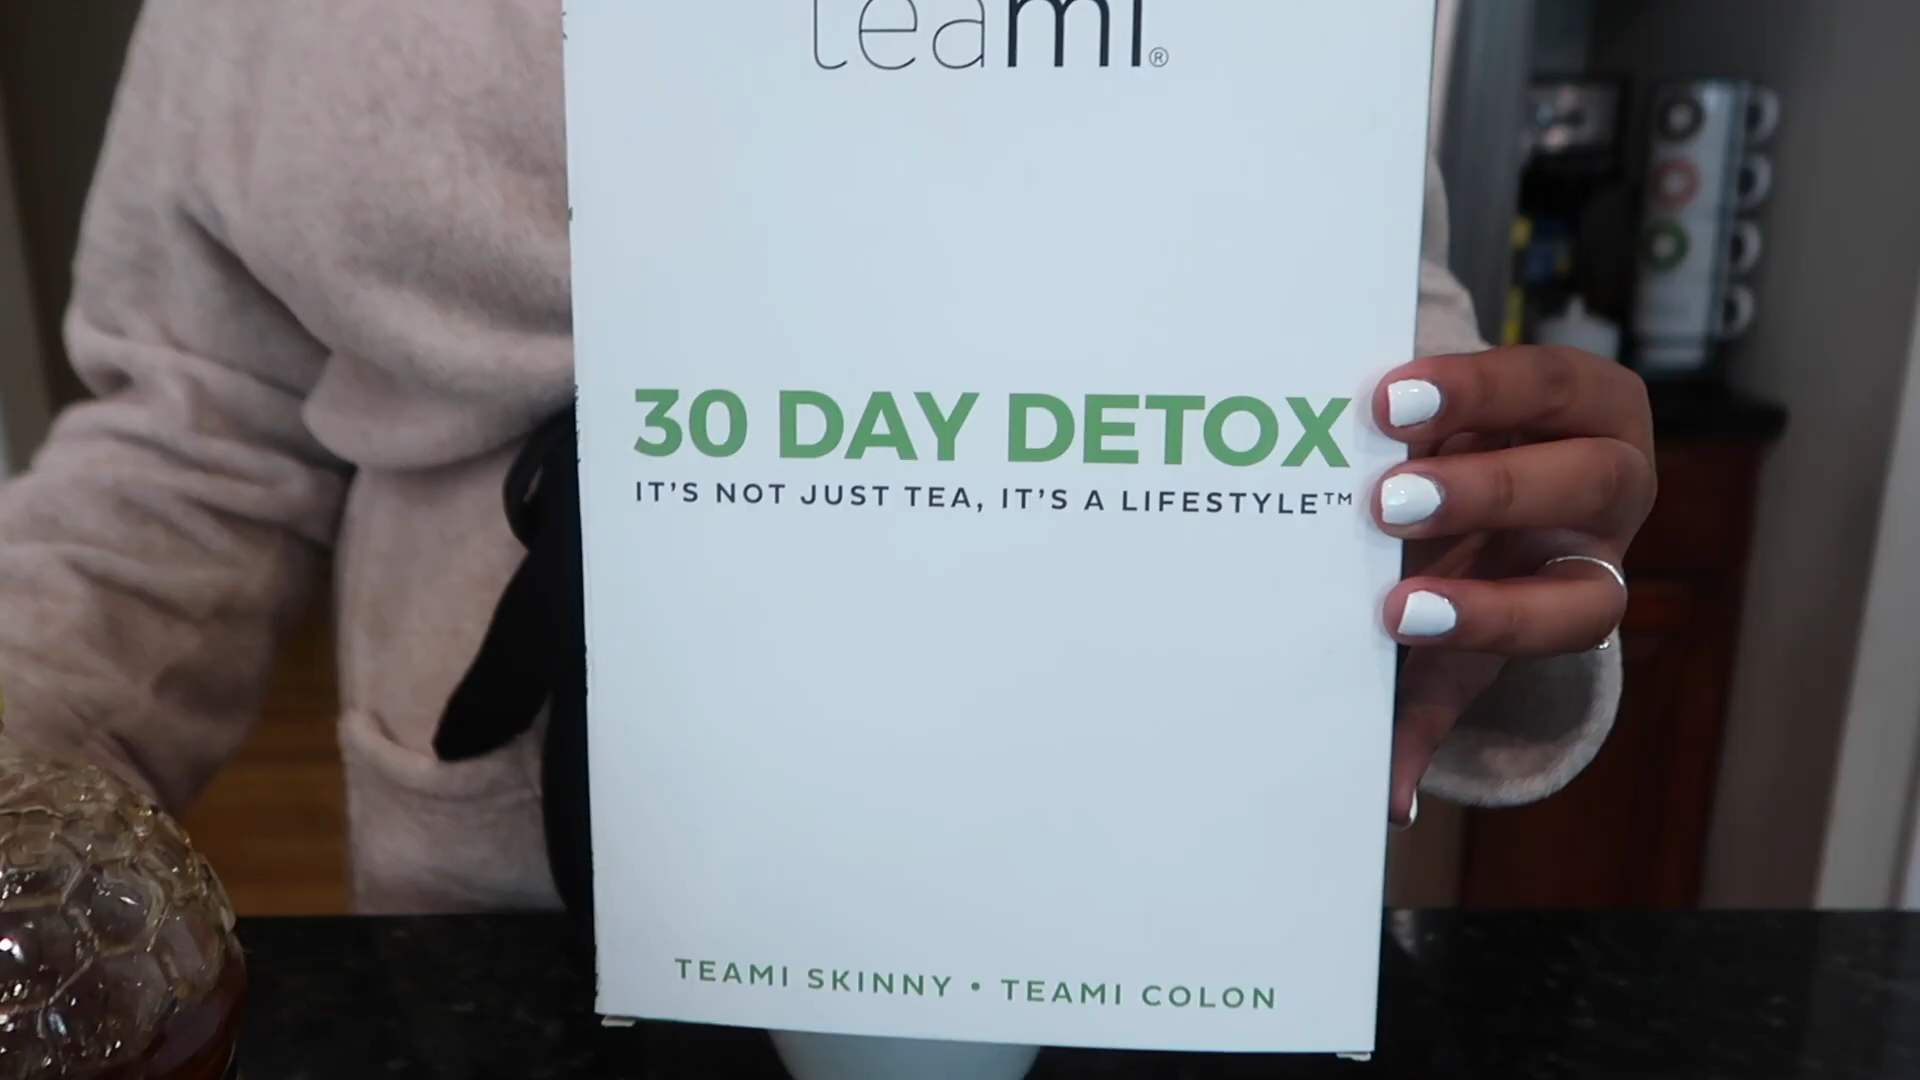 teami®
30 DAY DETOX
IT'S NOT JUST TEA, IT'S A LIFESTYLE™
TEAMI SKINNY • TEAMI COLON